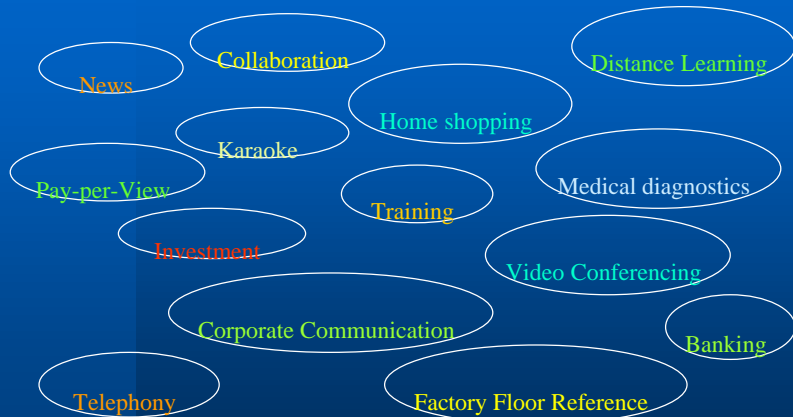 Collaboration
Distance Learning
News
Home shopping
Karaoke
Pay-per-View
Medical diagnostics
Training
Investment
Video Conferencing
Corporate Communication
Banking
Telephony
Factory Floor Reference